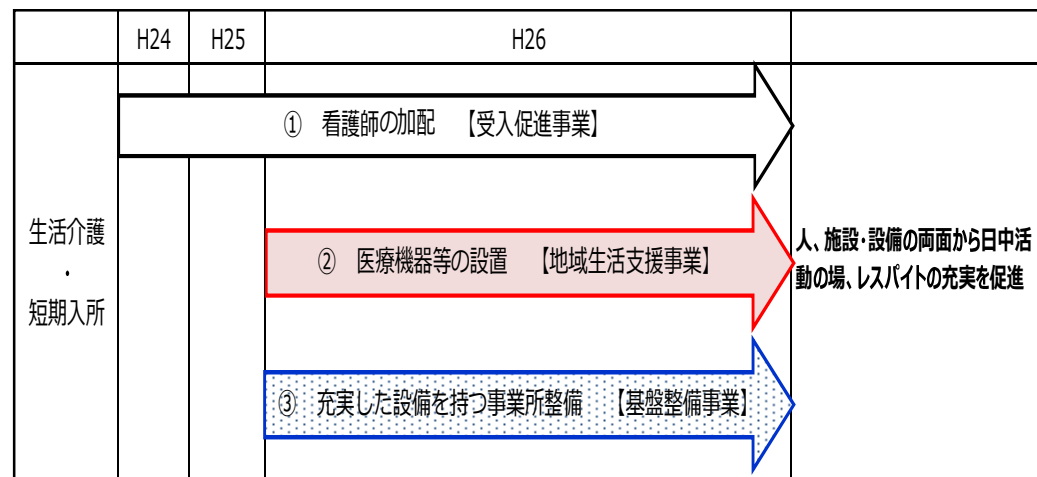 H24 H25 H26
① 看護師の加配 【受入促進事業】
生活介護
・
短期入所
② 医療機器等の設置 【地域生活支援事業】
人、施設・設備の両面から日中活
動の場、レスパイトの充実を促進
③ 充実した設備を持つ事業所整備 【基盤整備事業】